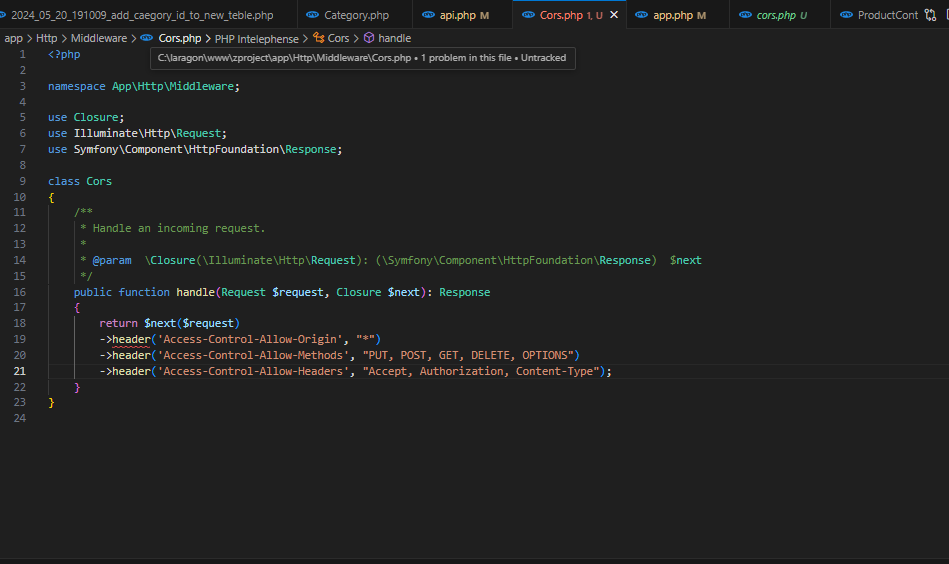 2024_05_20_191009_add_caegory_id_to_new_teble.php Category.php api.php M Cors.php 1, U app.php M cors.php U ProductCont
app > Http > Middleware > Cors.php > PHP Intelephense > Cors > handle
C:\laragon\www\zproject\app\Http\Middleware\Cors.php • 1 problem in this file • Untracked
1 <?php
2
3 namespace App\Http\Middleware;
4
5 use Closure;
6 use Illuminate\Http\Request;
7 use Symfony\Component\HttpFoundation\Response;
8
9 class Cors
10 {
11 /**
12 * Handle an incoming request.
13 *
14 * @param  \Closure(\Illuminate\Http\Request): (\Symfony\Component\HttpFoundation\Response)  $next
15 */
16 public function handle(Request $request, Closure $next): Response
17 {
18 return $next($request)
19 ->header('Access-Control-Allow-Origin', "*")
20 ->header('Access-Control-Allow-Methods', "PUT, POST, GET, DELETE, OPTIONS")
21 ->header('Access-Control-Allow-Headers', "Accept, Authorization, Content-Type");
22 }
23 }
24